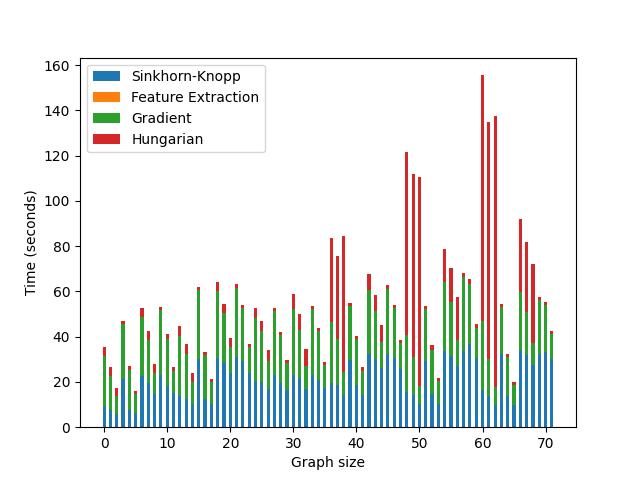 160
140
120
100
80
60
40
20
0
Time (seconds)
Sinkhorn-Knopp
Feature Extraction
Gradient
Hungarian
0 10 20 30 40 50 60 70
Graph size